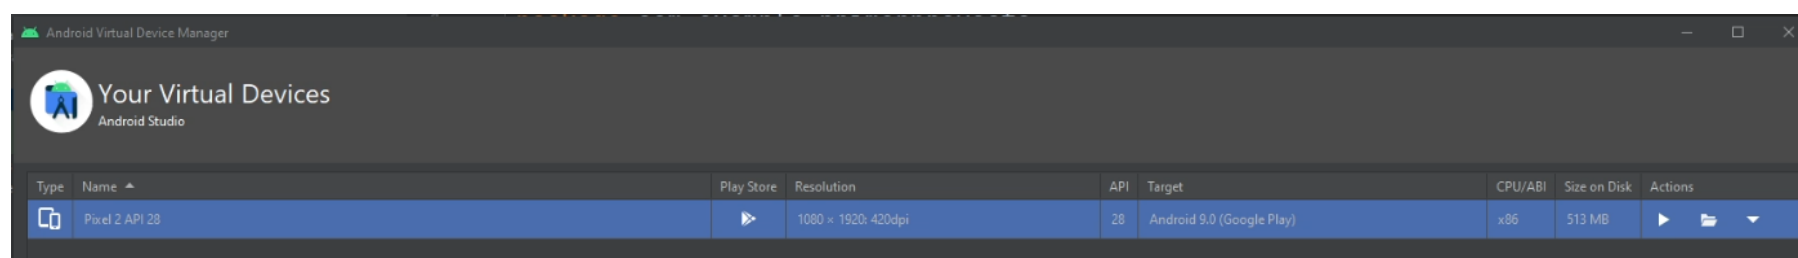 Android Virtual Device Manager
Your Virtual Devices
Android Studio
Type Name Play Store Resolution API Target CPU/ABI Size on Disk Actions
Pixel 2 API 28 1080 × 1920: 420dpi 28 Android 9.0 (Google Play) x86 513 MB